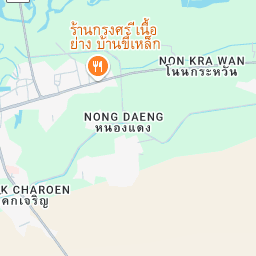 ร้านกรุงศรี เนื้อ
ย่าง บ้านขี้เหล็ก
NON KRA WAN
โนนกระหวัน
NONG DAENG
หนองแดง
K CHAROEN
คกเจริญ